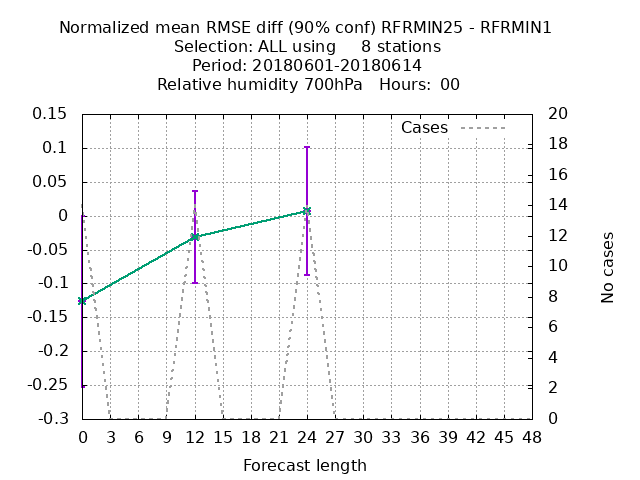 Normalized mean RMSE diff (90% conf) RFRMIN25 - RFRMIN1
Selection: ALL using 8 stations
Period: 20180601-20180614
Relative humidity 700hPa Hours: 00
Cases
0.15
0.1
0.05
0
-0.05
-0.1
-0.15
-0.2
-0.25
-0.3
20
18
16
14
12
10
8
6
4
2
0
No cases
0 3 6 9 12 15 18 21 24 27 30 33 36 39 42 45 48
Forecast length